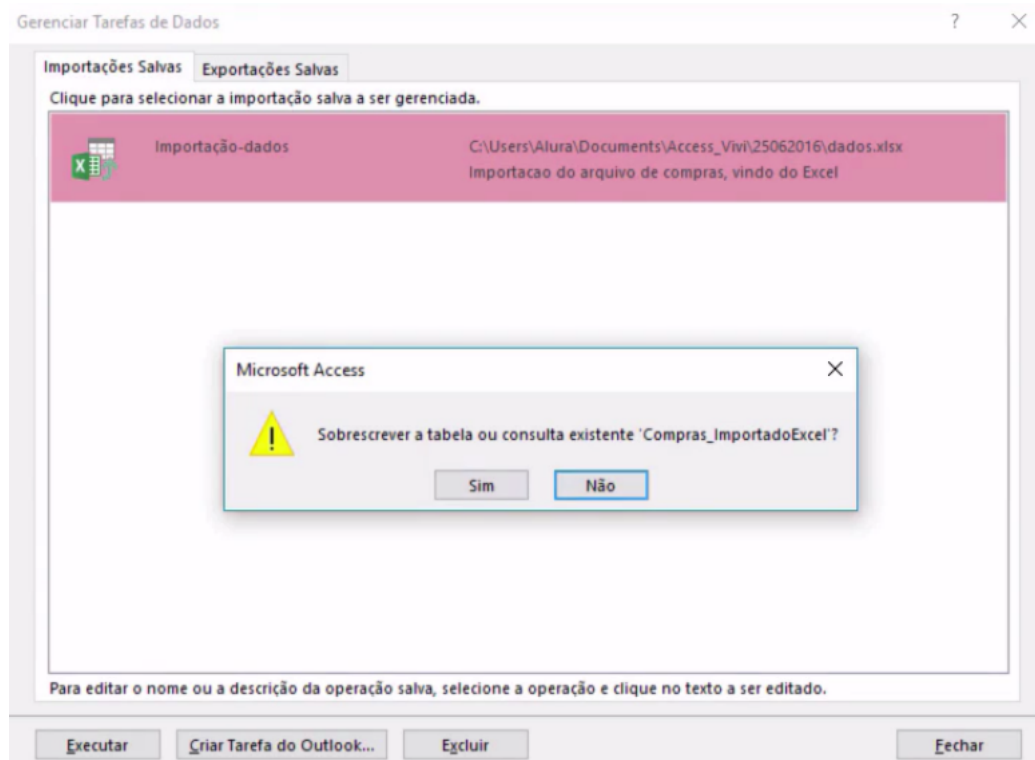 Gerenciar Tarefas de Dados
Importações Salvas Exportações Salvas
Clique para selecionar a importação salva a ser gerenciada.
Importação-dados C:\Users\Alura\Documents\Access_Vivi\25062016\dados.xlsx
Importacao do arquivo de compras, vindo do Excel
Microsoft Access
Sobrescrever a tabela ou consulta existente 'Compras_ImportadoExcel'?
Sim Não
Para editar o nome ou a descrição da operação salva, selecione a operação e clique no texto a ser editado.
Executar Criar Tarefa do Outlook... Excluir Fechar